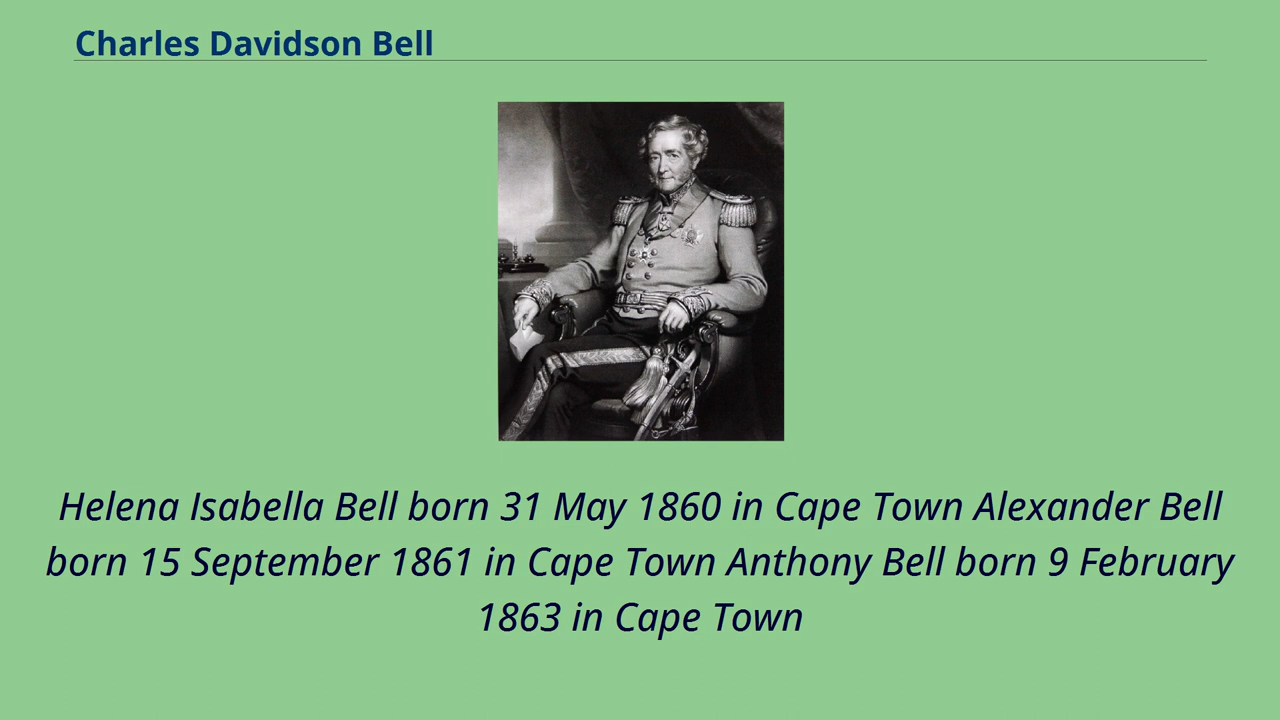 Charles Davidson Bell
Helena Isabella Bell born 31 May 1860 in Cape Town Alexander Bell
born 15 September 1861 in Cape Town Anthony Bell born 9 February
1863 in Cape Town